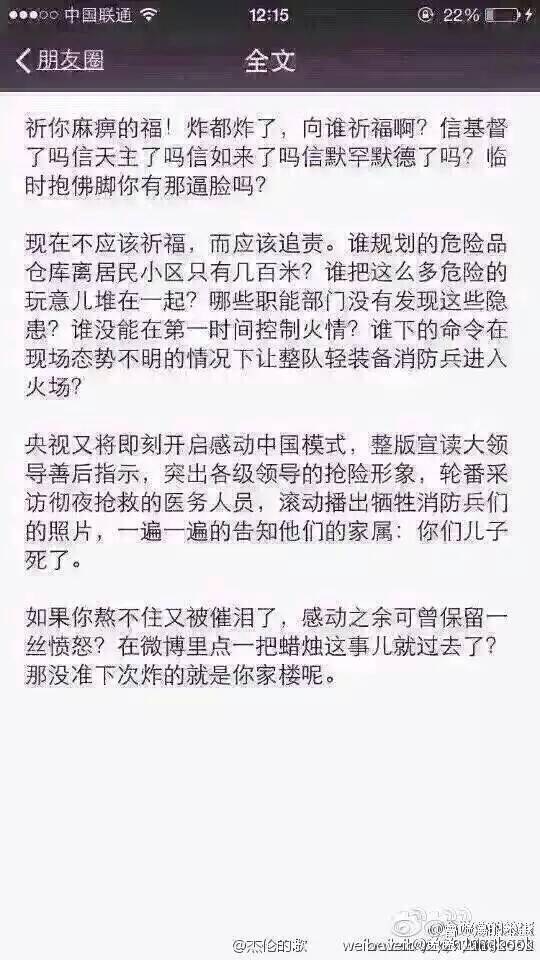 中国联通
12:15
22%
朋友圈
全文
祈你麻痹的福！炸都炸了，向谁祈福啊？信基督
了吗信天主了吗信如来了吗信默罕默德了吗？临
时抱佛脚你有那逼脸吗？
现在不应该祈福，而应该追责。谁规划的危险品
仓库离居民小区只有几百米？谁把这么多危险的
玩意儿堆在一起？哪些职能部门没有发现这些隐
患？谁没能在第一时间控制火情？谁下的命令在
现场态势不明的情况下让整队轻装备消防兵进入
火场？
央视又将即刻开启感动中国模式，整版宣读大领
导善后指示，突出各级领导的抢险形象，轮番采
访彻夜抢救的医务人员，滚动播出牺牲消防兵们
的照片，一遍一遍的告知他们的家属：你们儿子
死了。
如果你熬不住又被催泪了，感动之余可曾保留一
丝愤怒？在微博里点一把蜡烛这事儿就过去了？
那没准下次炸的就是你家楼呢。
@杰伦的歌